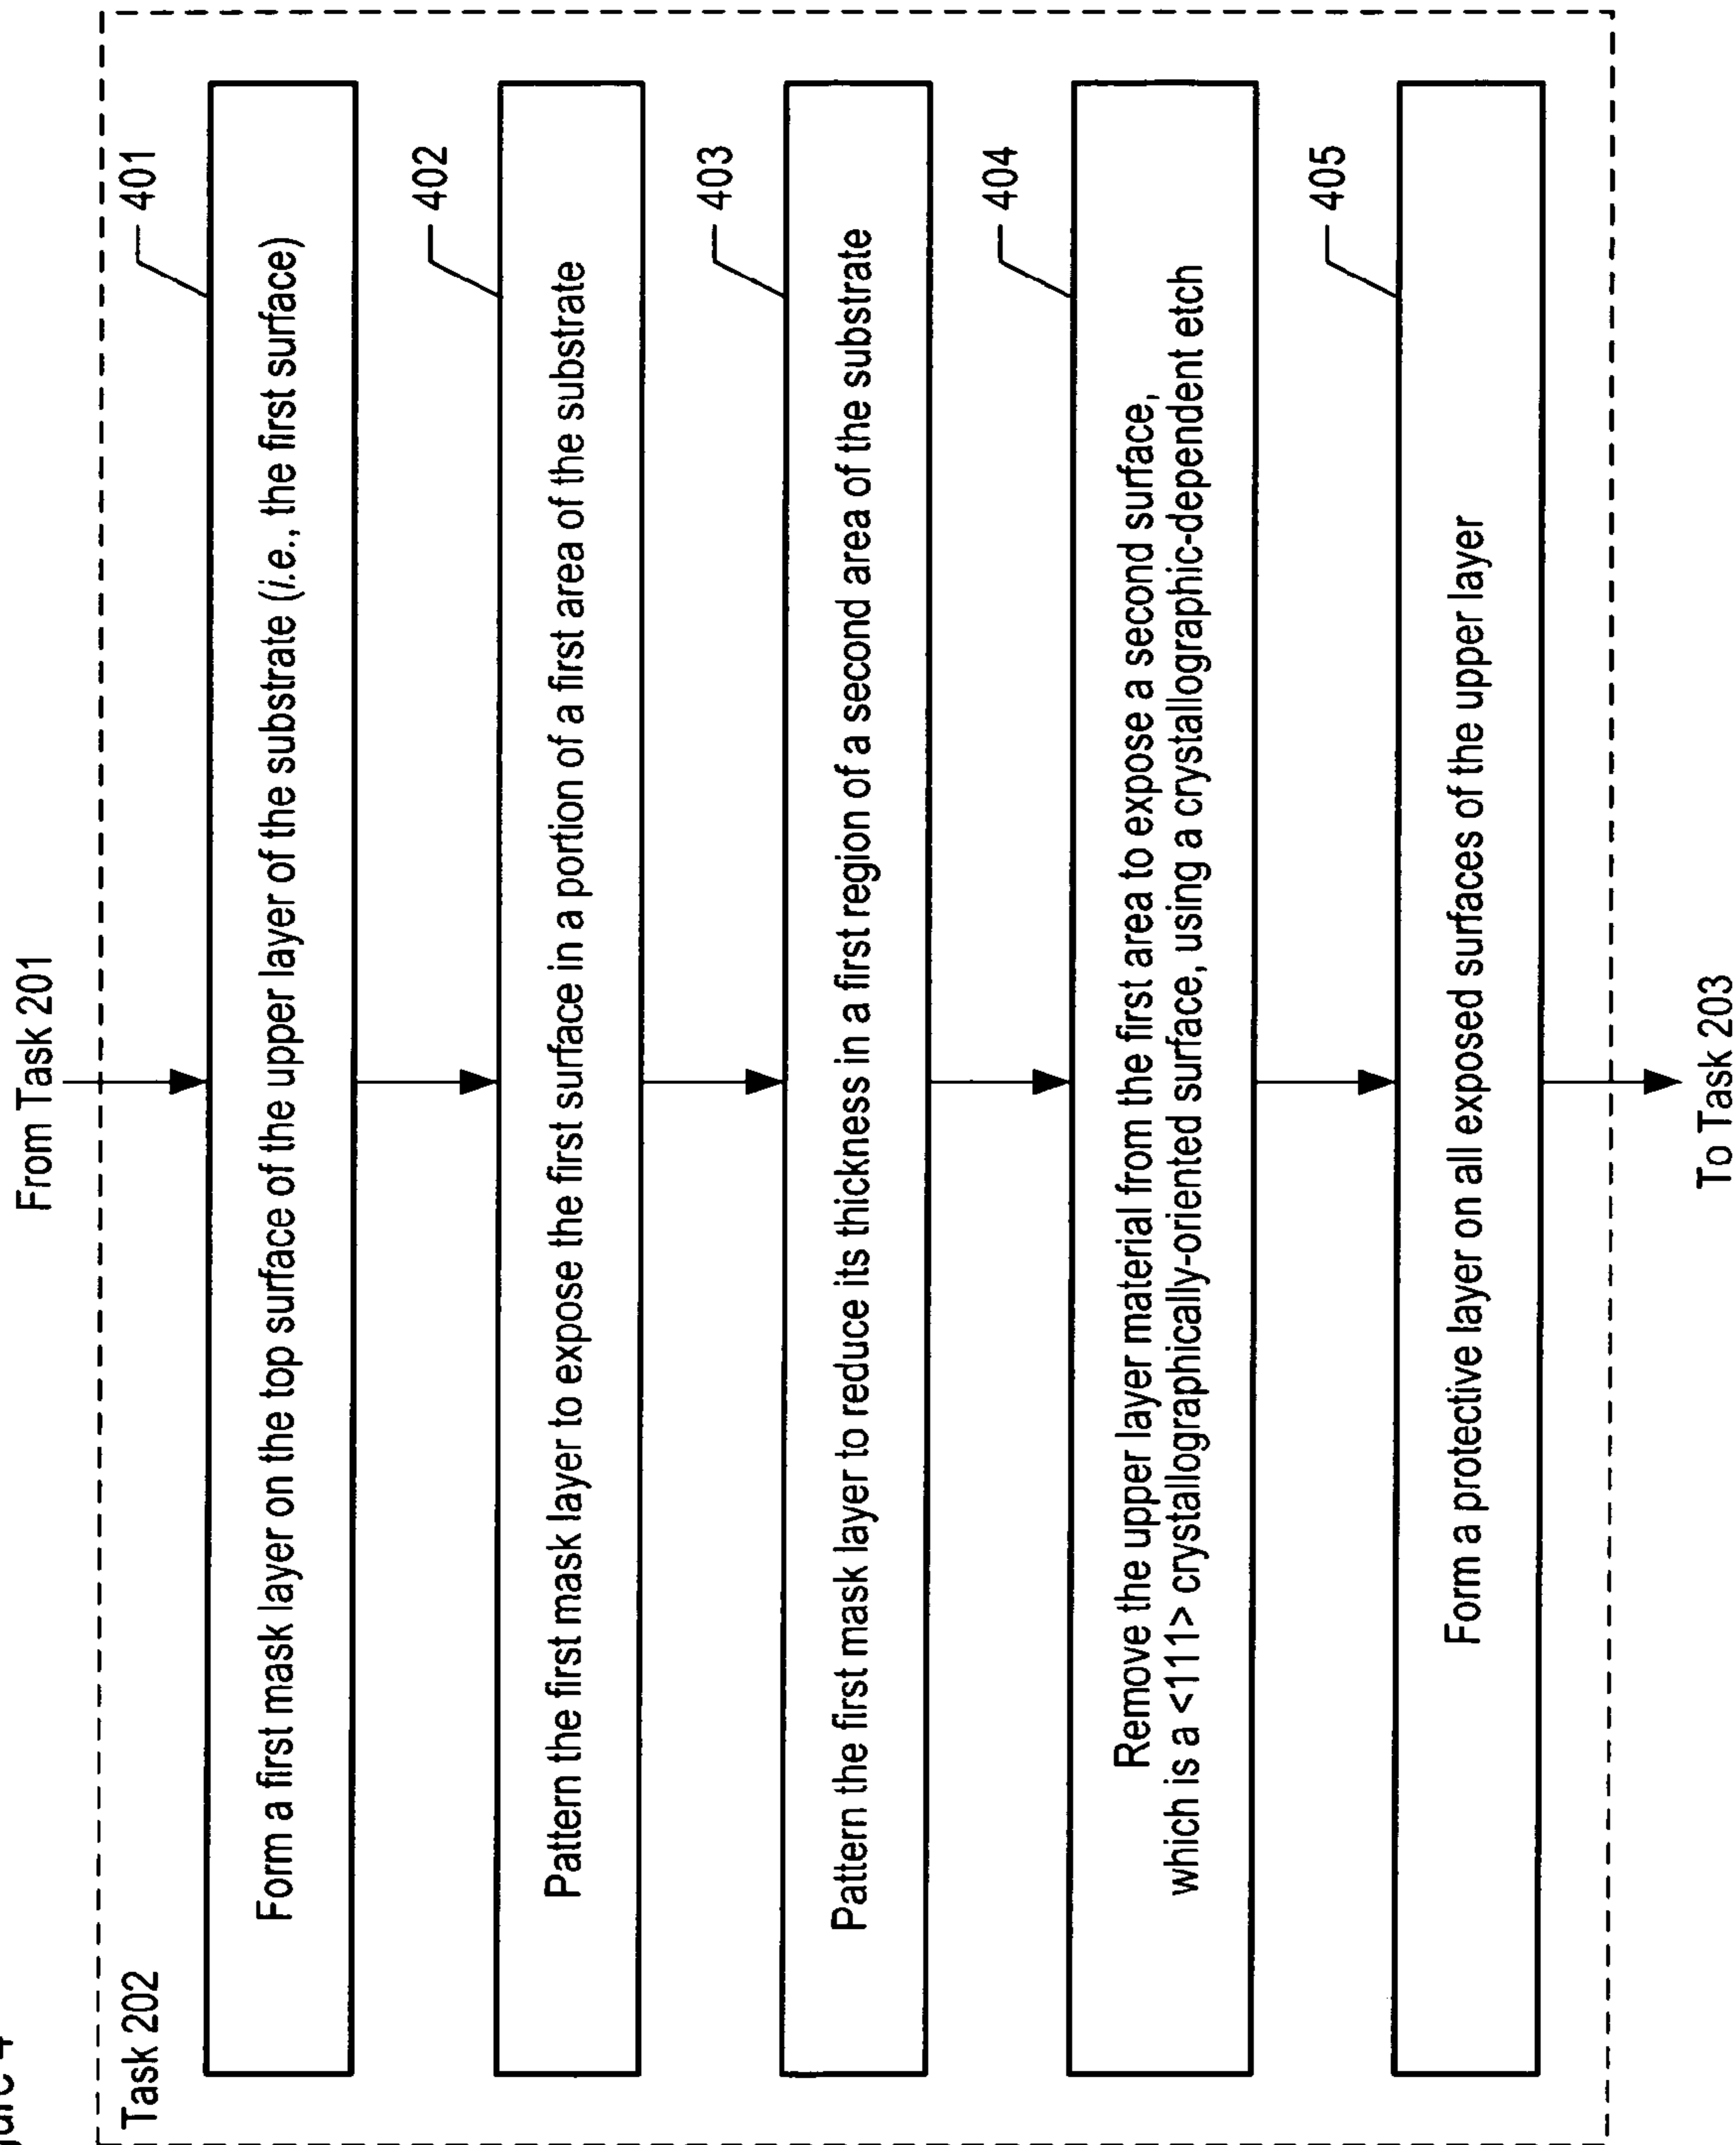 From Task 201
Task 202
401
Form a first mask layer on the top surface of the upper layer of the substrate (i.e., the first surface)
402
Pattern the first mask layer to expose the first surface in a portion of a first area of the substrate
403
Pattern the first mask layer to reduce its thickness in a first region of a second area of the substrate
404
Remove the upper layer material from the first area to expose a second surface,
which is a <111> crystallographically-oriented surface, using a crystallographic-dependent etch
405
Form a protective layer on all exposed surfaces of the upper layer
To Task 203